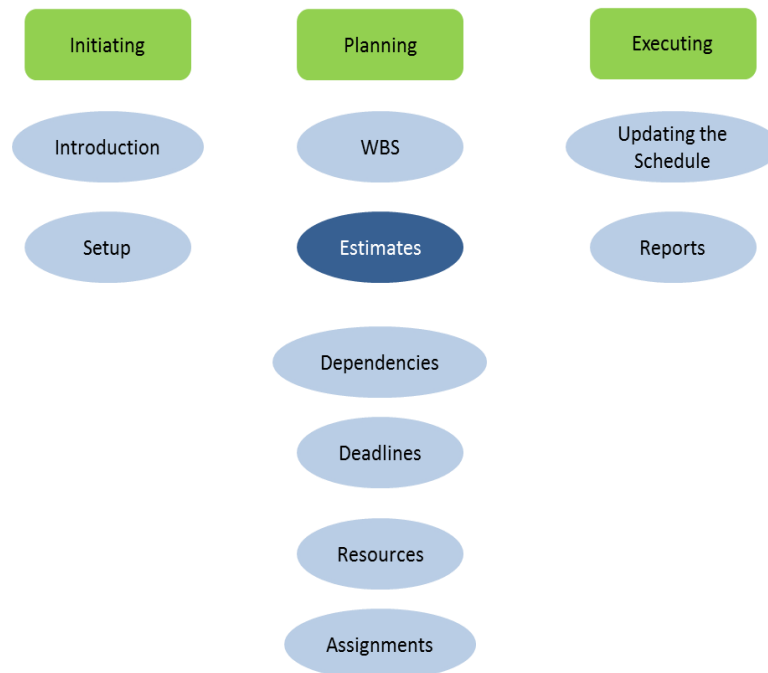 Initiating
Planning
Executing
Introduction
WBS
Updating the
Schedule
Setup
Estimates
Reports
Dependencies
Deadlines
Resources
Assignments